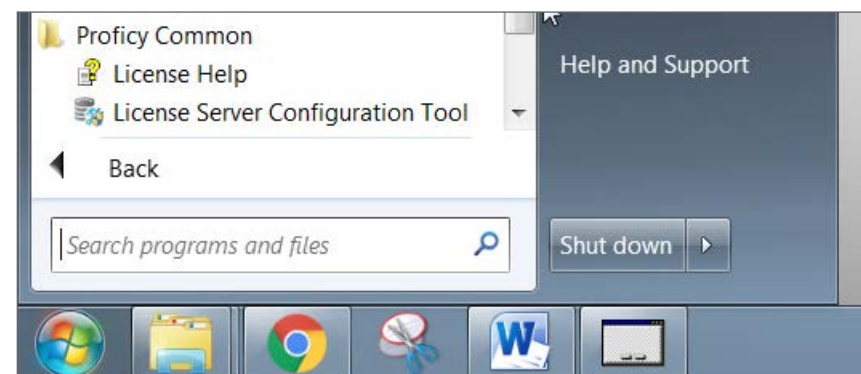 Proficy Common
License Help
License Server Configuration Tool
Back
Search programs and files
Help and Support
Shut down